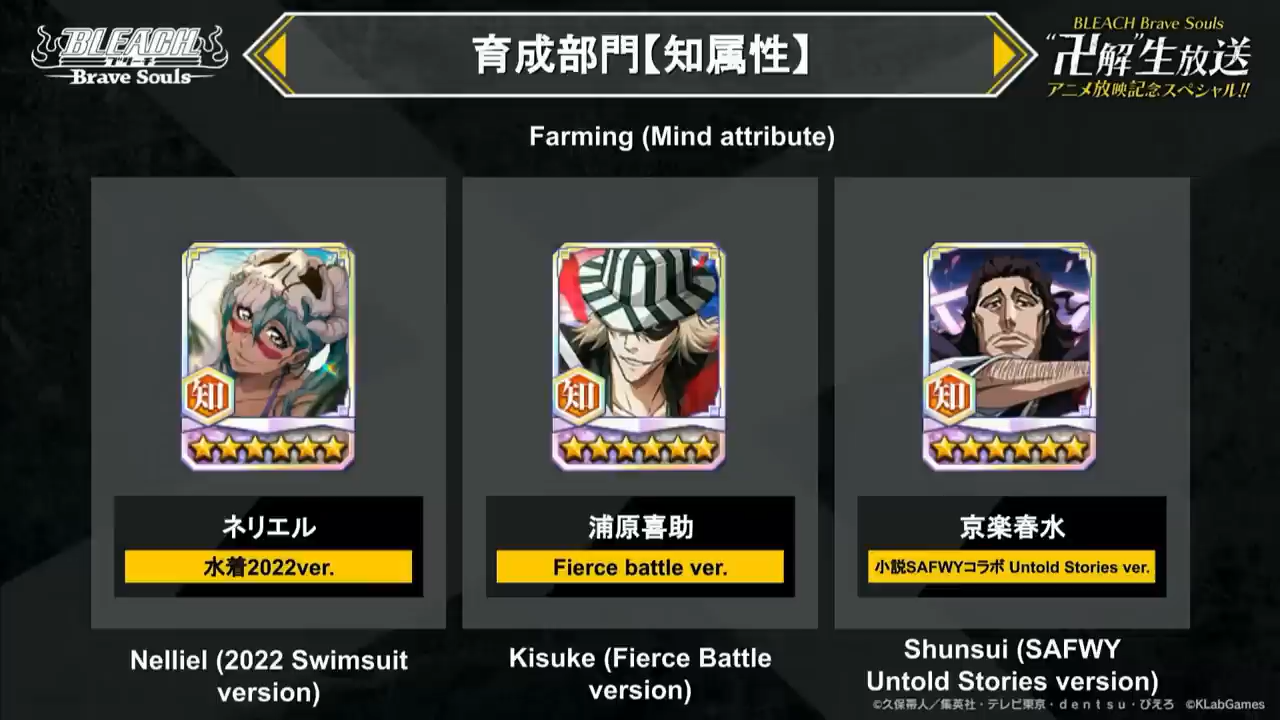 BLEACH
ブリーチ
Brave Souls
育成部門【知属性】
BLEACH Brave Souls
“卍解”生放送
アニメ放映記念スペシャル!!
Farming (Mind attribute)
知
知
知
ネリエル
水着2022ver.
浦原喜助
Fierce battle ver.
京楽春水
小説SAFWYコラボ Untold Stories ver.
Nelliel (2022 Swimsuit
version)
Kisuke (Fierce Battle
version)
Shunsui (SAFWY
Untold Stories version)
©久保帯人／集英社・テレビ東京・ｄｅｎｔｓｕ・ぴえろ ©KLabGames